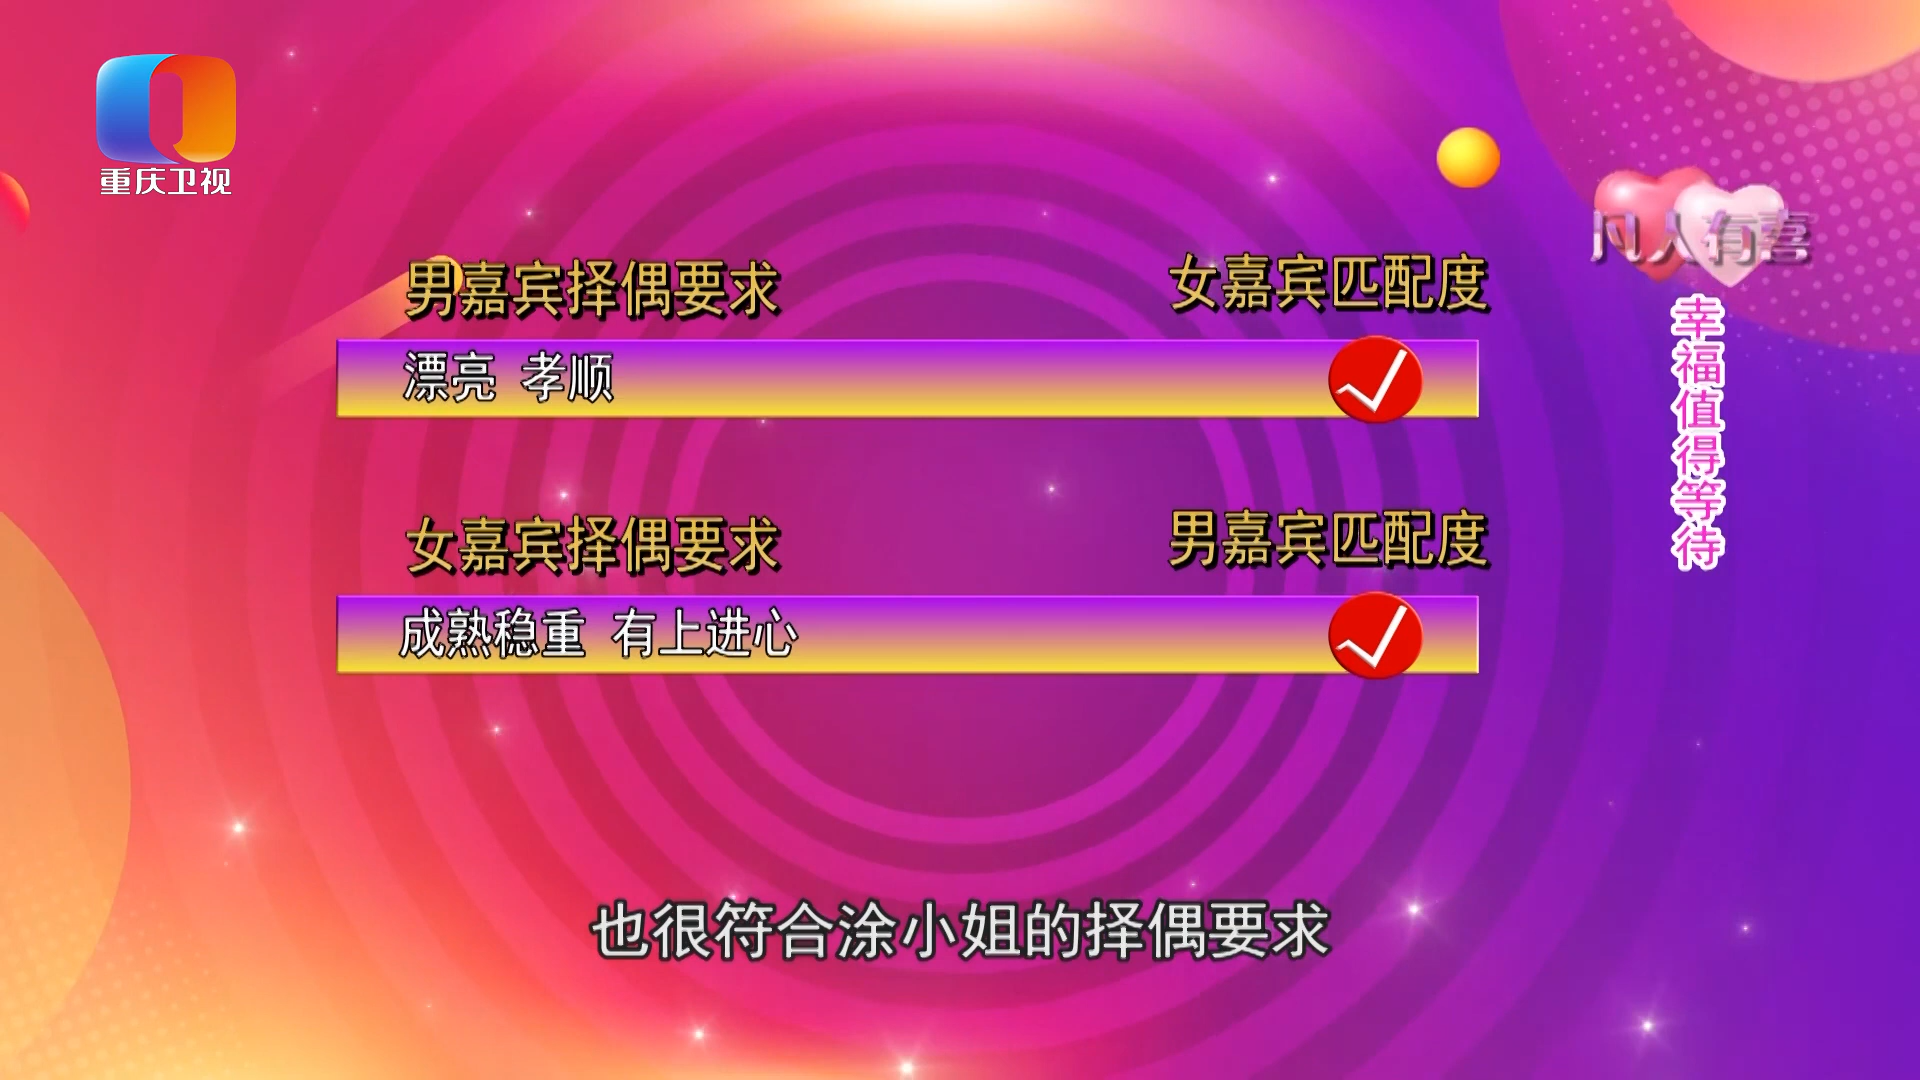 重庆卫视
凡人有喜
幸福值得等待
男嘉宾择偶要求 女嘉宾匹配度
漂亮 孝顺
女嘉宾择偶要求 男嘉宾匹配度
成熟稳重 有上进心
也很符合涂小姐的择偶要求